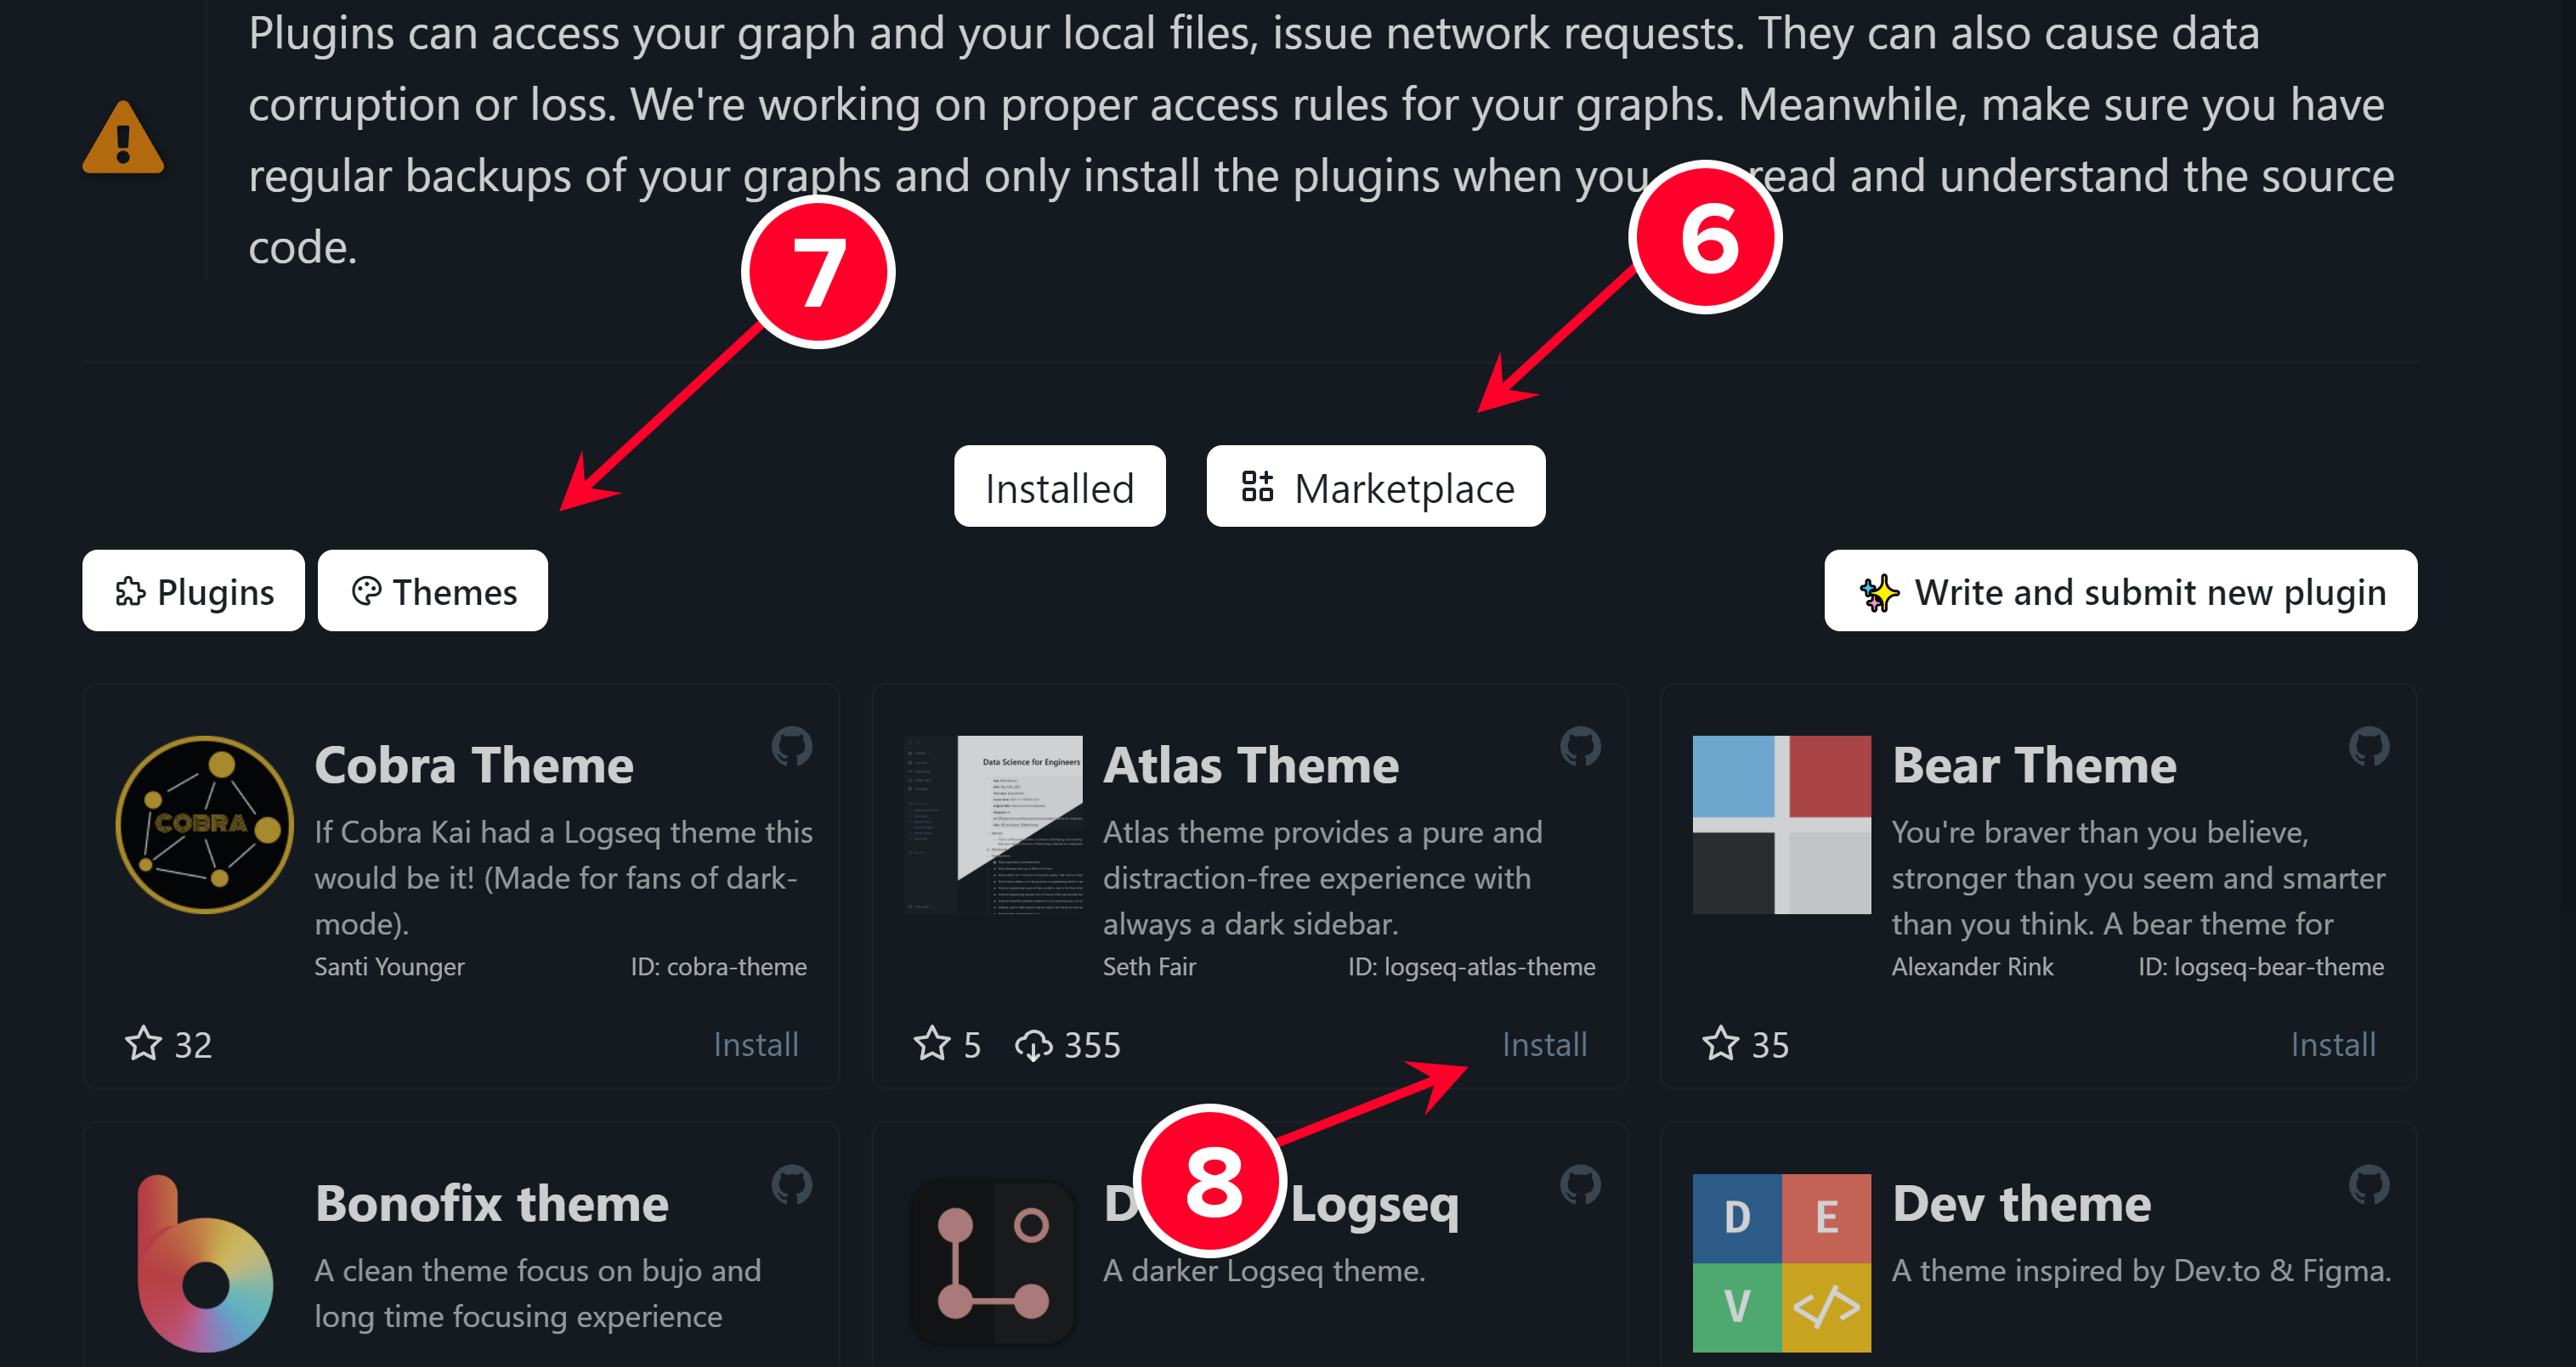 Plugins can access your graph and your local files, issue network requests. They can also cause data
corruption or loss. We're working on proper access rules for your graphs. Meanwhile, make sure you have
regular backups of your graphs and only install the plugins when you read and understand the source
code.
7
6
Installed
Marketplace
Plugins
Themes
Write and submit new plugin
COBRA
Cobra Theme
If Cobra Kai had a Logseq theme this
would be it! (Made for fans of dark-
mode).
Santi Younger
ID: cobra-theme
32
Install
Data Science for Engineers
Atlas Theme
Atlas theme provides a pure and
distraction-free experience with
always a dark sidebar.
Seth Fair
ID: logseq-atlas-theme
5
355
Install
Bear Theme
You're braver than you believe,
stronger than you seem and smarter
than you think. A bear theme for
Alexander Rink
ID: logseq-bear-theme
35
Install
8
Bonofix theme
A clean theme focus on bujo and
long time focusing experience
Logseq
A darker Logseq theme.
D E
V </>
Dev theme
A theme inspired by Dev.to & Figma.